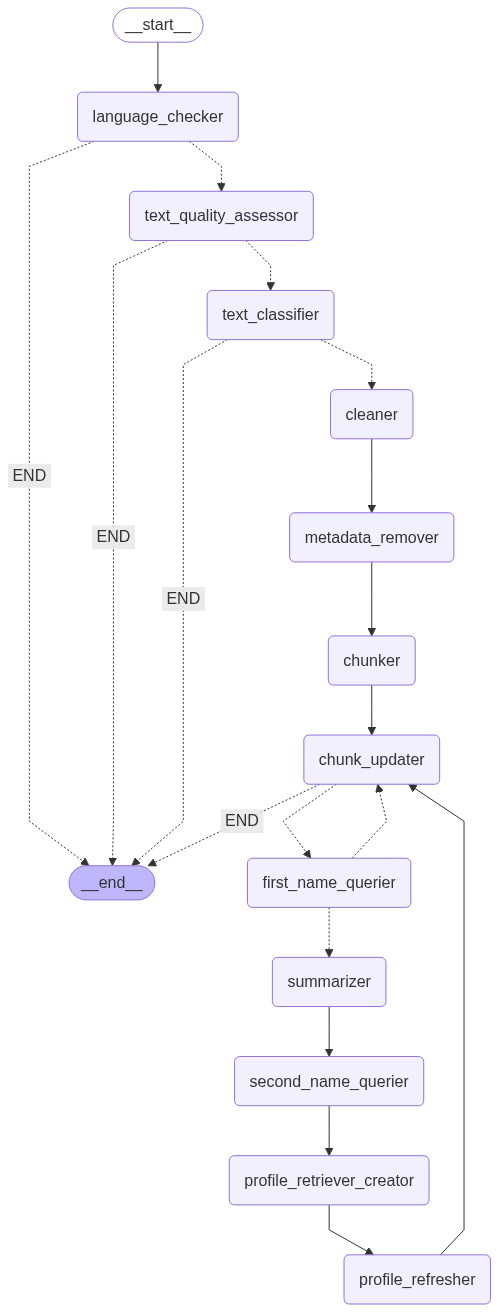 __start__
language_checker
text_quality_assessor
text_classifier
cleaner
END
metadata_remover
END
END
chunker
chunk_updater
END
__end__
first_name_querier
summarizer
second_name_querier
profile_retriever_creator
profile_refresher